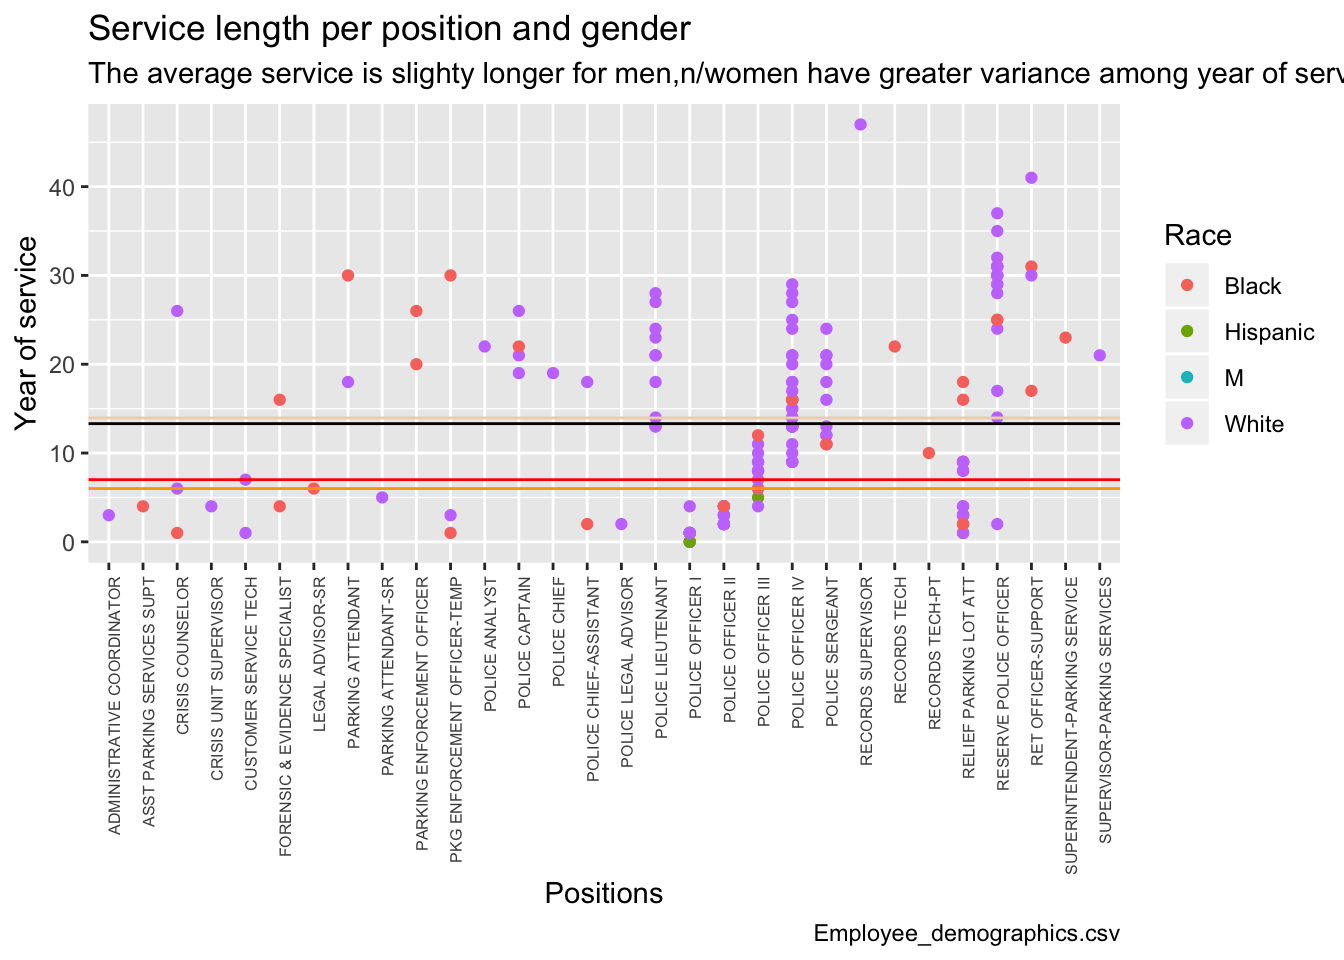 Service length per position and gender
The average service is slighty longer for men,n/women have greater variance among year of serv
Year of service
40
30
20
10
0
ADMINISTRATIVE COORDINATOR
ASST PARKING SERVICES SUPT
CRISIS COUNSELOR
CRISIS UNIT SUPERVISOR
CUSTOMER SERVICE TECH
FORENSIC & EVIDENCE SPECIALIST
LEGAL ADVISOR-SR
PARKING ATTENDANT
PARKING ATTENDANT-SR
PARKING ENFORCEMENT OFFICER
PKG ENFORCEMENT OFFICER-TEMP
POLICE ANALYST
POLICE CAPTAIN
POLICE CHIEF
POLICE CHIEF-ASSISTANT
POLICE LEGAL ADVISOR
POLICE LIEUTENANT
POLICE OFFICER I
POLICE OFFICER II
POLICE OFFICER III
POLICE OFFICER IV
POLICE SERGEANT
RECORDS SUPERVISOR
RECORDS TECH
RECORDS TECH-PT
RELIEF PARKING LOT ATT
RESERVE POLICE OFFICER
RET OFFICER-SUPPORT
SUPERINTENDENT-PARKING SERVICE
SUPERVISOR-PARKING SERVICES
Positions
Race
Black
Hispanic
M
White
Employee_demographics.csv